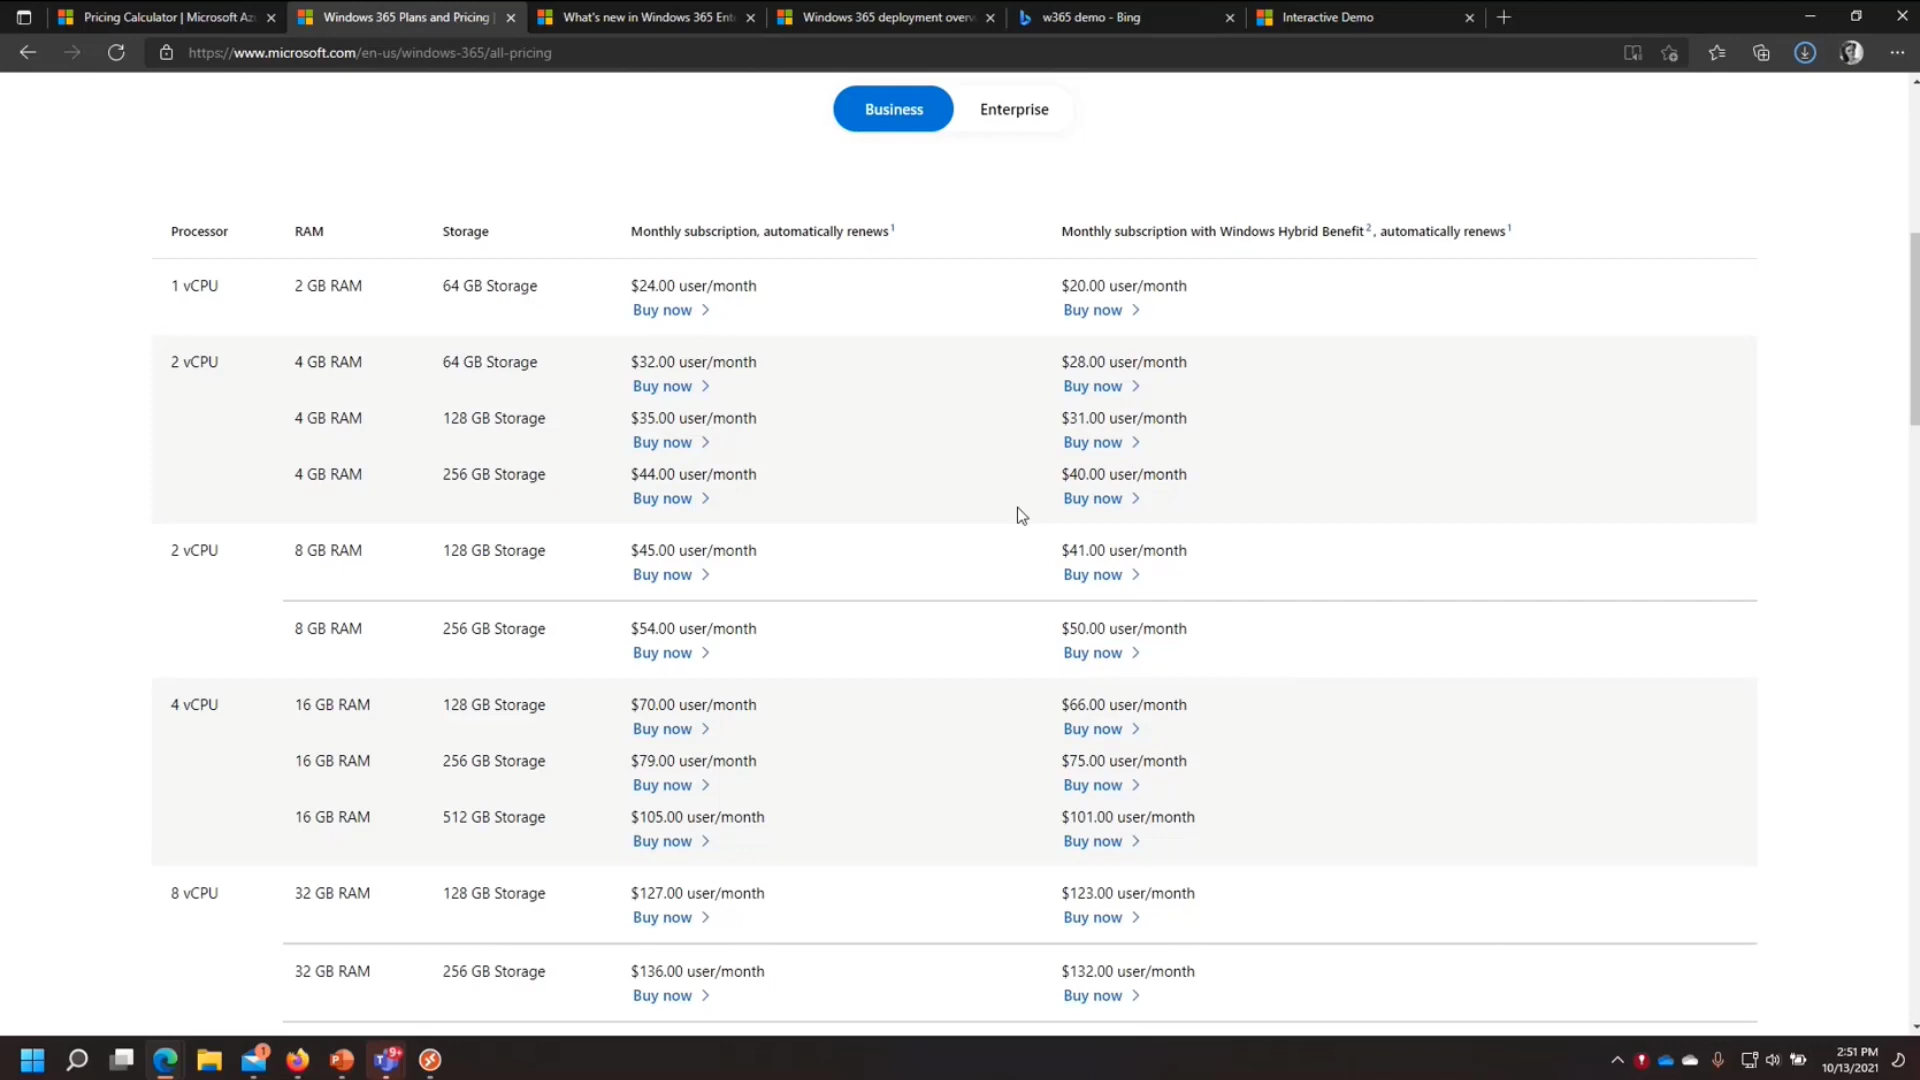 Pricing Calculator | Microsoft Az
Windows 365 Plans and Pricing |
What's new in Windows 365 Ent
Windows 365 deployment overv
w365 demo - Bing
Interactive Demo
https://www.microsoft.com/en-us/windows-365/all-pricing
Business
Enterprise
Processor
RAM
Storage
Monthly subscription, automatically renews 1
Monthly subscription with Windows Hybrid Benefit 2, automatically renews 1
1 vCPU
2 GB RAM
64 GB Storage
$24.00 user/month
Buy now
$20.00 user/month
Buy now
2 vCPU
4 GB RAM
64 GB Storage
$32.00 user/month
Buy now
$28.00 user/month
Buy now
4 GB RAM
128 GB Storage
$35.00 user/month
Buy now
$31.00 user/month
Buy now
4 GB RAM
256 GB Storage
$44.00 user/month
Buy now
$40.00 user/month
Buy now
2 vCPU
8 GB RAM
128 GB Storage
$45.00 user/month
Buy now
$41.00 user/month
Buy now
8 GB RAM
256 GB Storage
$54.00 user/month
Buy now
$50.00 user/month
Buy now
4 vCPU
16 GB RAM
128 GB Storage
$70.00 user/month
Buy now
$66.00 user/month
Buy now
16 GB RAM
256 GB Storage
$79.00 user/month
Buy now
$75.00 user/month
Buy now
16 GB RAM
512 GB Storage
$105.00 user/month
Buy now
$101.00 user/month
Buy now
8 vCPU
32 GB RAM
128 GB Storage
$127.00 user/month
Buy now
$123.00 user/month
Buy now
32 GB RAM
256 GB Storage
$136.00 user/month
Buy now
$132.00 user/month
Buy now
1
9+
2:51 PM
10/13/2021